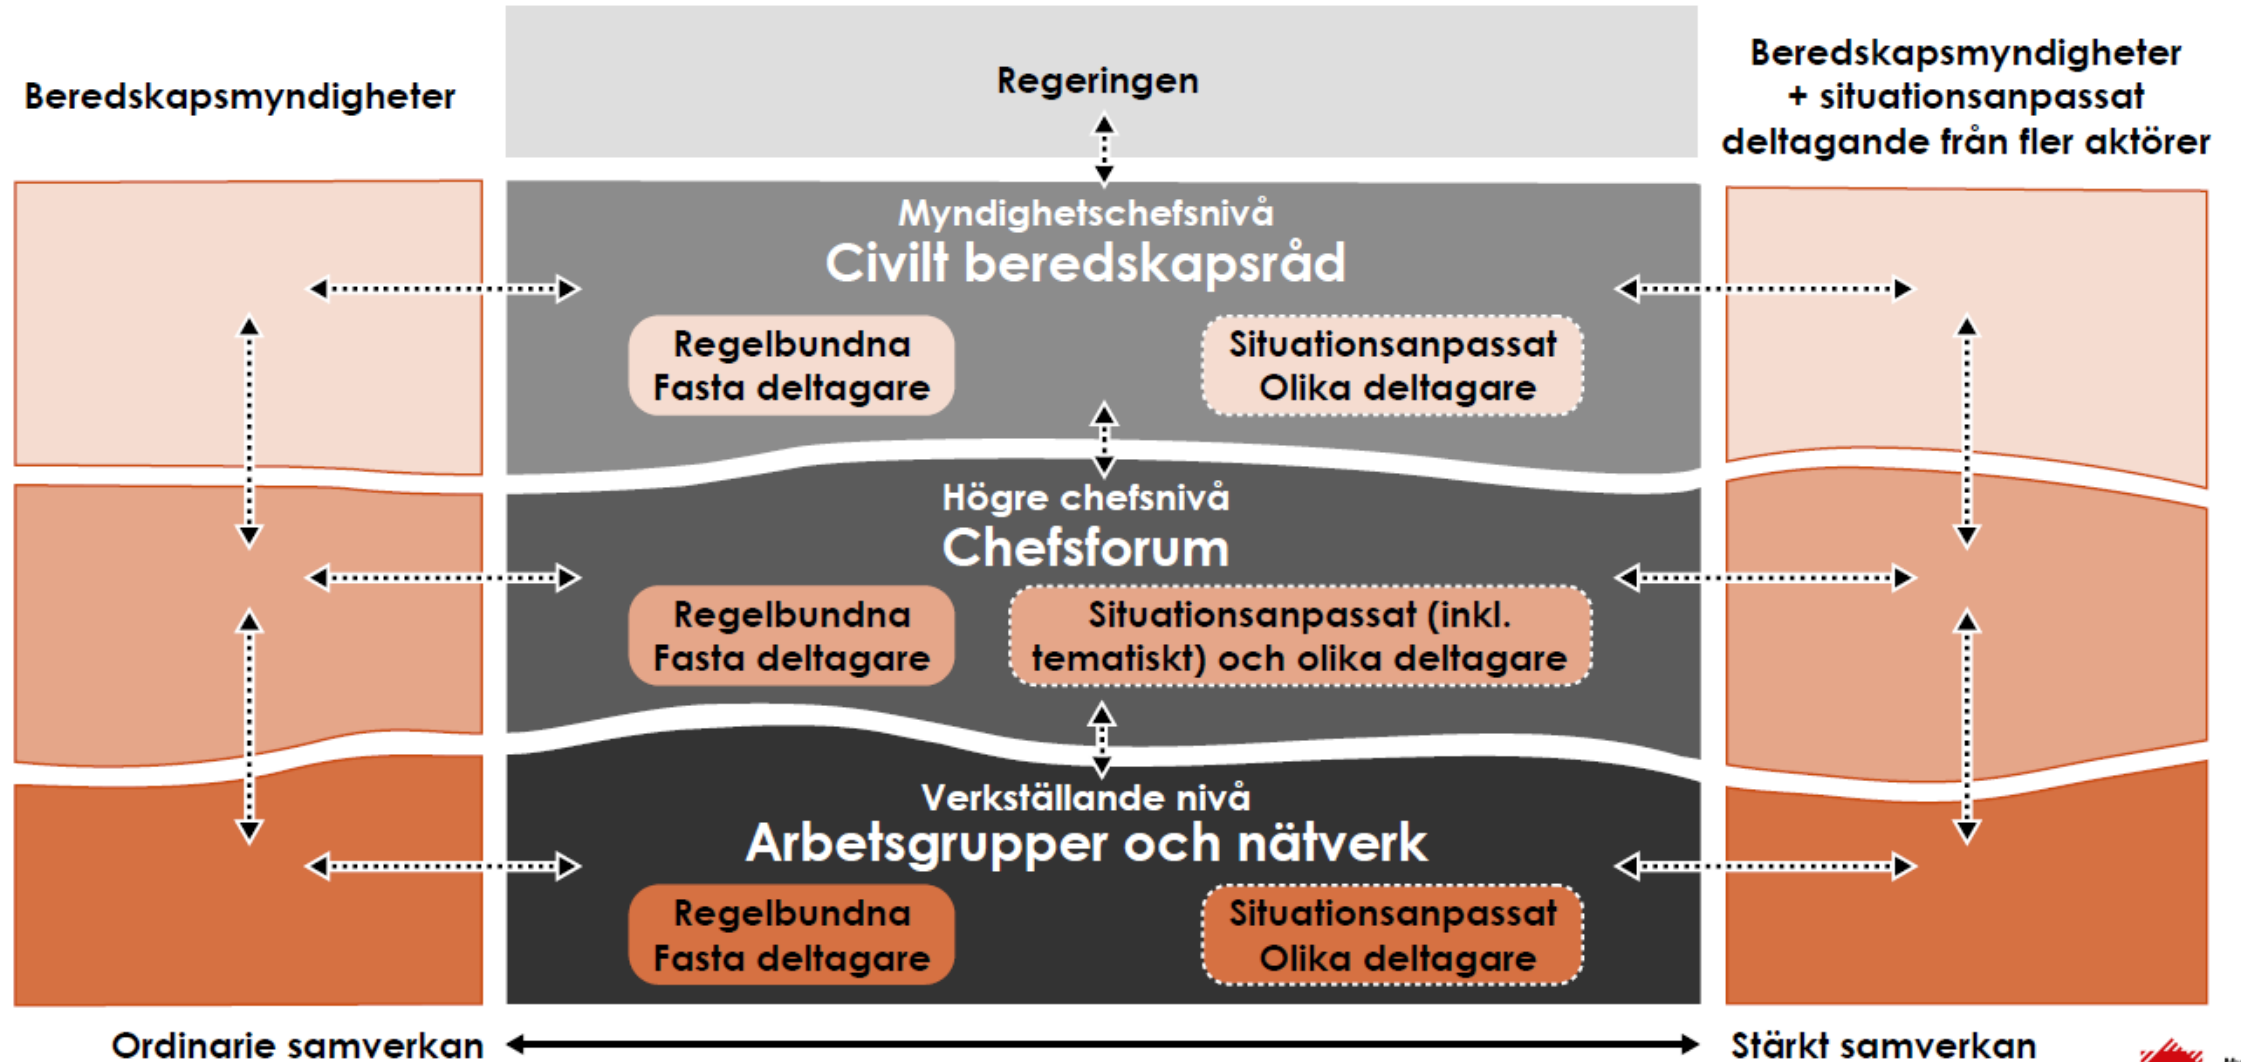 Beredskapsmyndigheter
Regeringen
Beredskapsmyndigheter
+ situationsanpassat
deltagande från fler aktörer
Myndighetschefsnivå
Civilt beredskapsråd
Regelbundna
Fasta deltagare
Situationsanpassat
Olika deltagare
Högre chefsnivå
Chefsforum
Regelbundna
Fasta deltagare
Situationsanpassat (inkl.
tematiskt) och olika deltagare
Verkställande nivå
Arbetsgrupper och nätverk
Regelbundna
Fasta deltagare
Situationsanpassat
Olika deltagare
Ordinarie samverkan
Stärkt samverkan